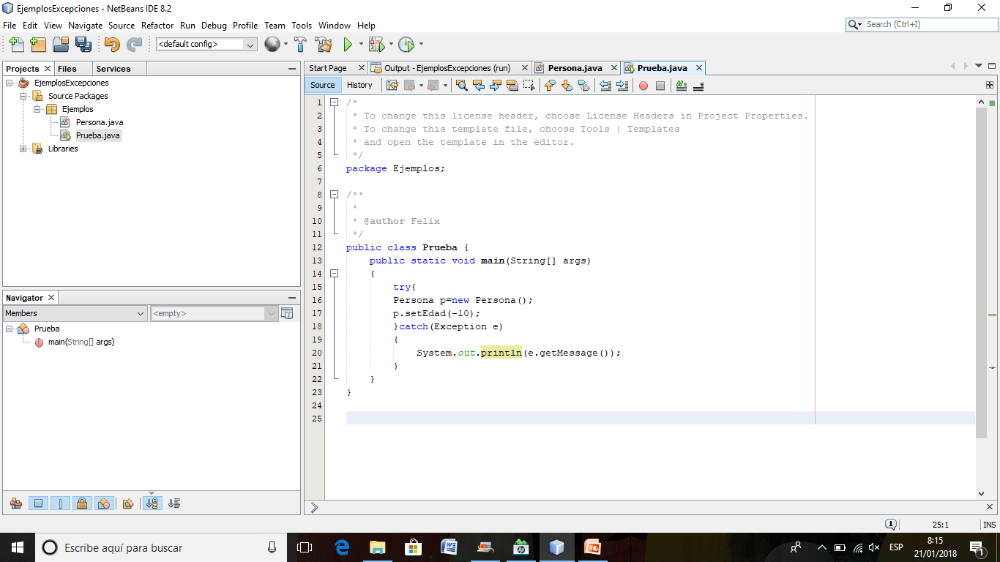 EjemplosExcepciones - NetBeans IDE 8.2
File Edit View Navigate Source Refactor Run Debug Profile Team Tools Window Help
Search (Ctrl+I)
<default config>
Projects Files Services
EjemplosExcepciones
Source Packages
Ejemplos
Persona.java
Prueba.java
Libraries
Navigator
Members <empty>
Prueba
main(String[] args)
Start Page Output - EjemplosExcepciones (run) Persona.java Prueba.java
Source History
1 /*
2 * To change this license header, choose License Headers in Project Properties.
3 * To change this template file, choose Tools | Templates
4 * and open the template in the editor.
5 */
6 package Ejemplos;
7
8 /**
9 *
10 * @author Felix
11 */
12 public class Prueba {
13 public static void main(String[] args)
14 {
15 try{
16 Persona p=new Persona();
17 p.setEdad(-10);
18 }catch(Exception e)
19 {
20 System.out.println(e.getMessage());
21 }
22 }
23 }
24
25
1 25:1 INS
Escribe aquí para buscar
ESP
8:15
21/01/2018
1